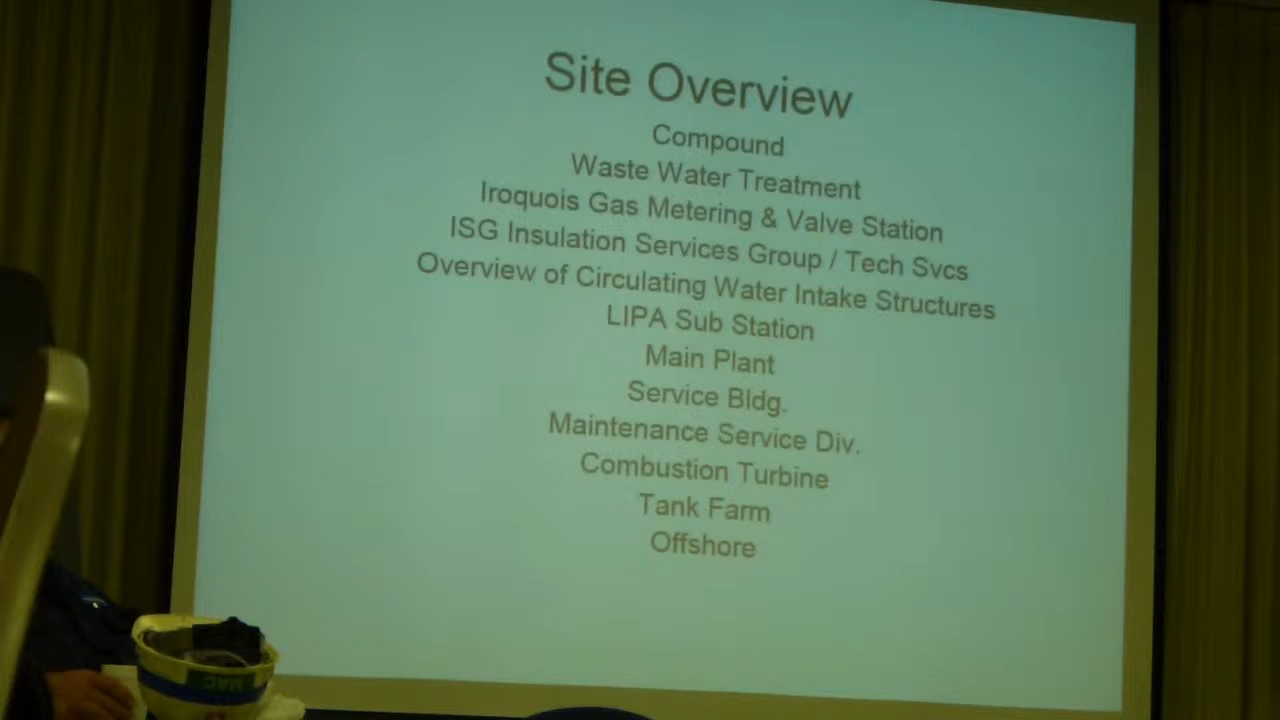 Site Overview
Compound
Waste Water Treatment
Iroquois Gas Metering & Valve Station
ISG Insulation Services Group / Tech Svcs
Overview of Circulating Water Intake Structures
LIPA Sub Station
Main Plant
Service Bldg.
Maintenance Service Div.
Combustion Turbine
Tank Farm
Offshore
MAC